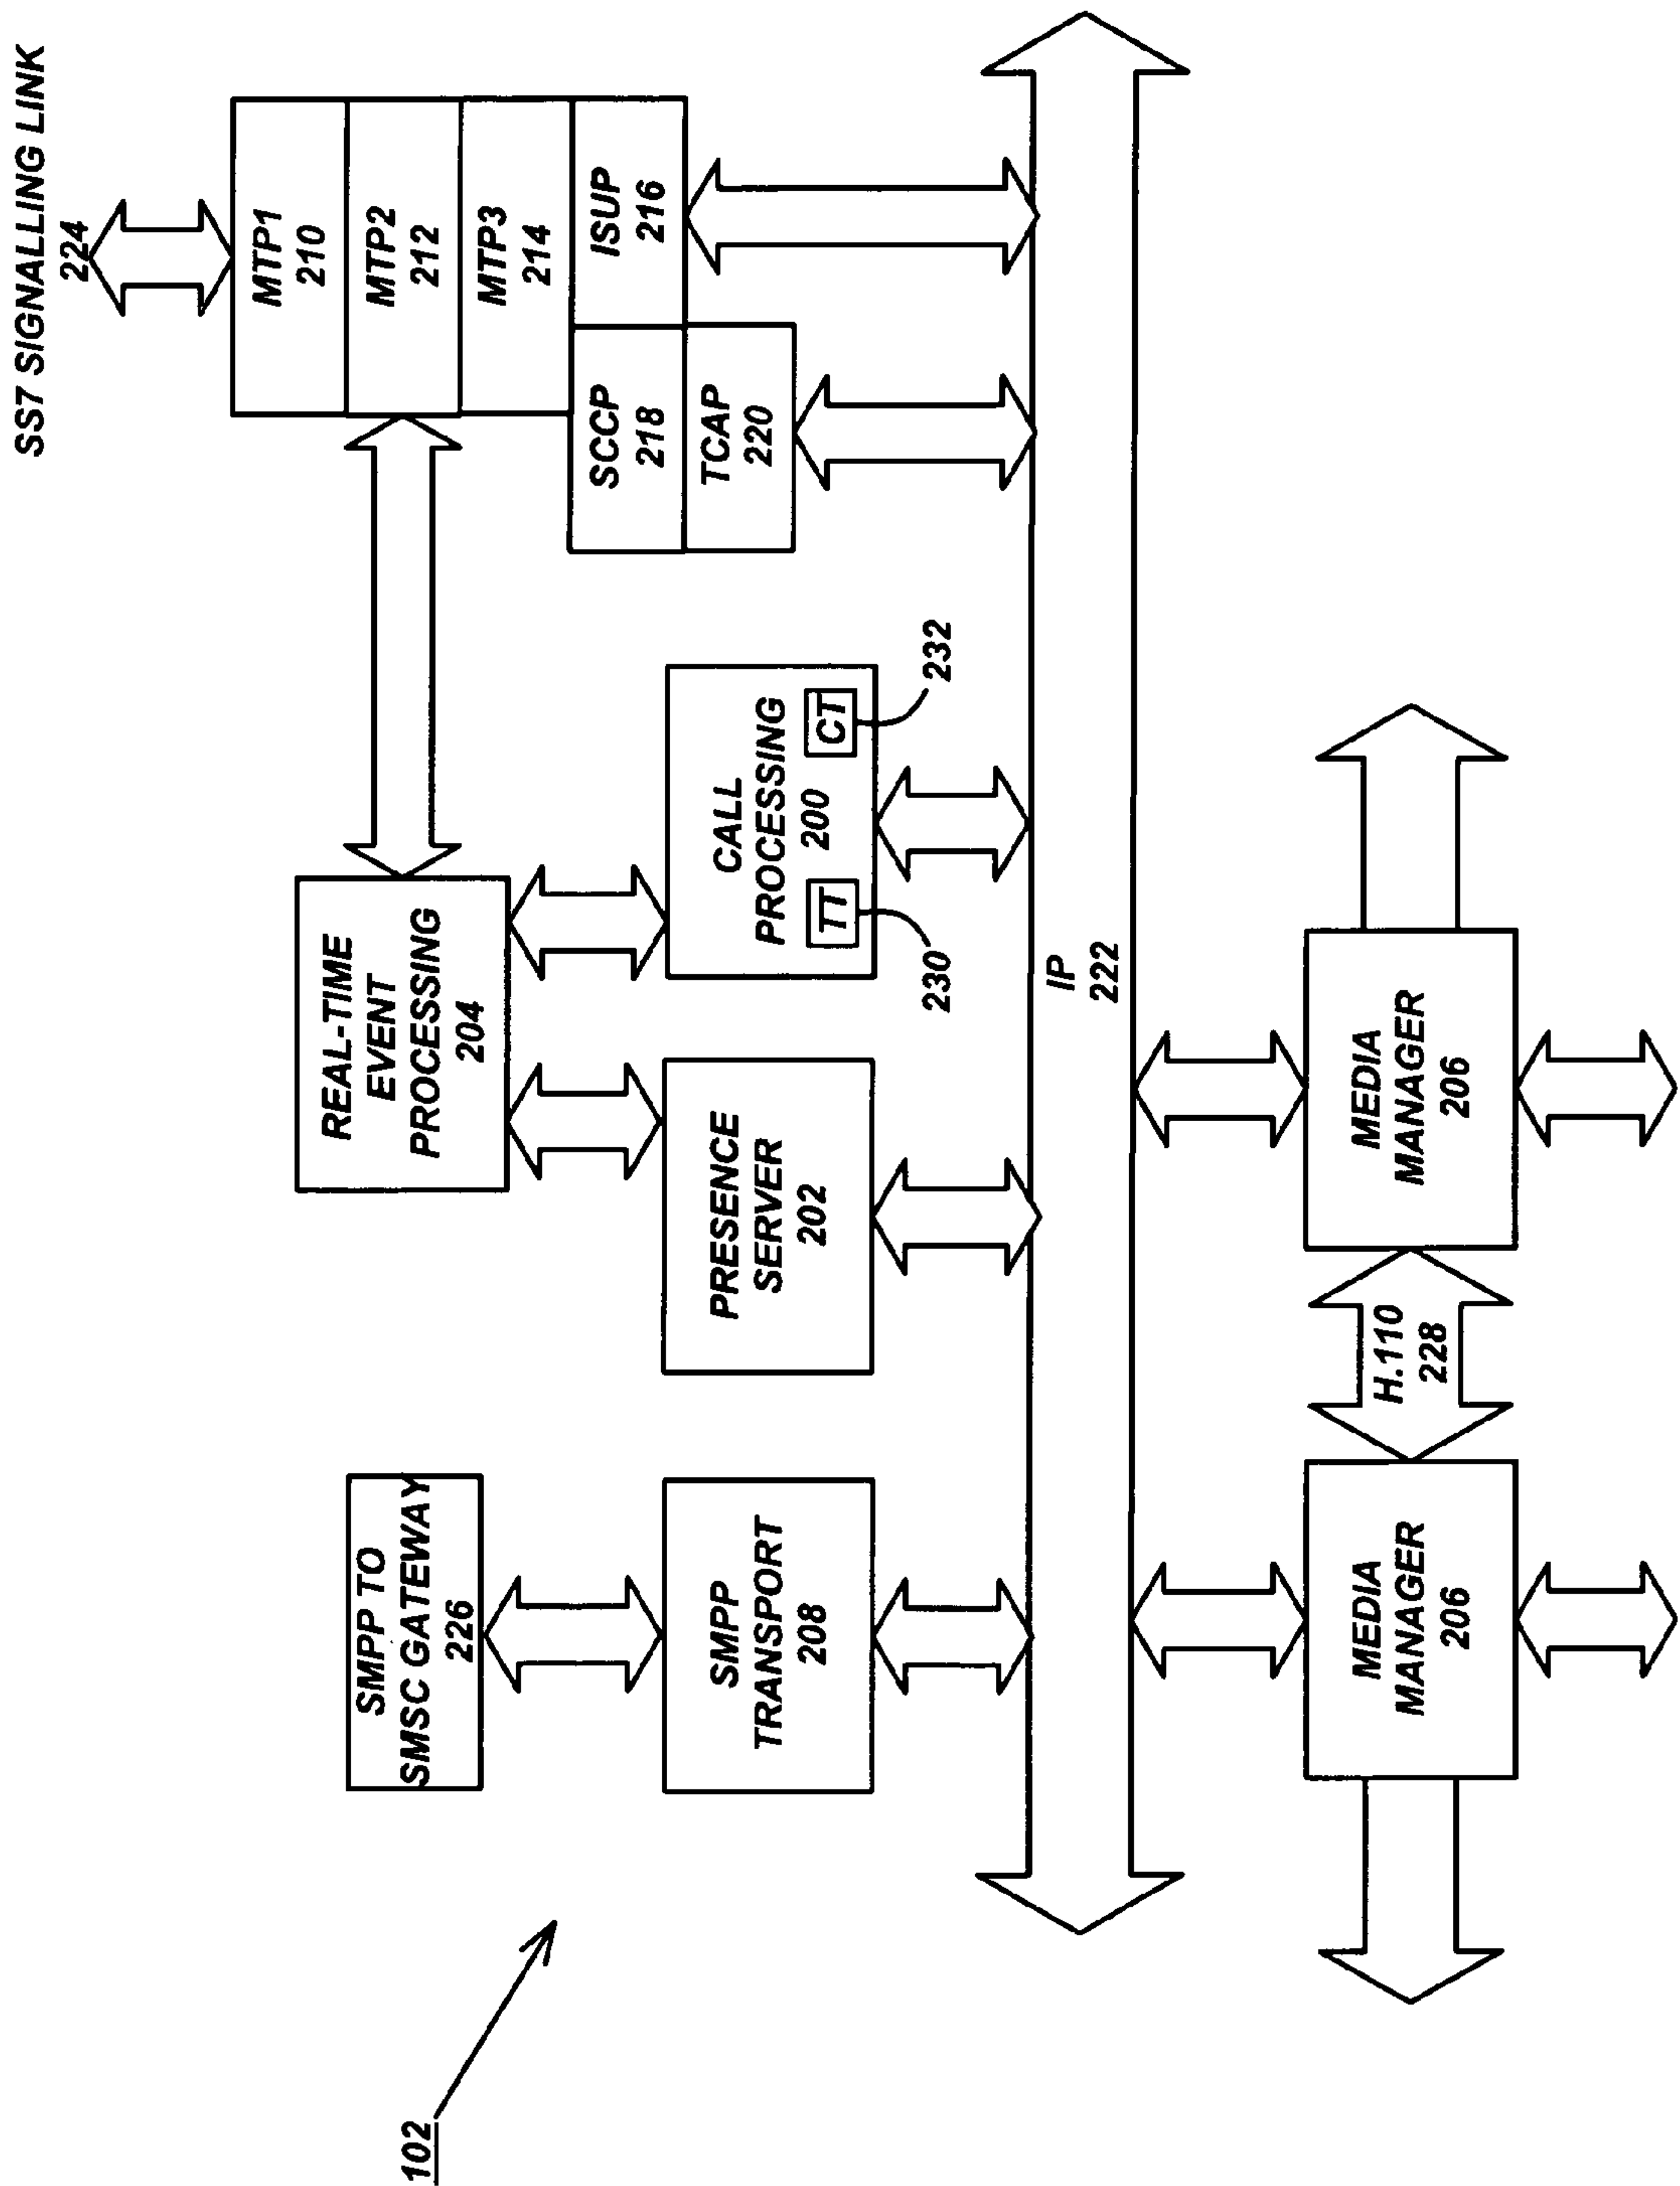 SS7 SIGNALLING LINK
224
MTP1
210
MTP2
212
MTP3
214
ISUP
216
SCCP
218
TCAP
220
REAL-TIME
EVENT
PROCESSING
204
CALL
PROCESSING
200
TT
CT
230
232
PRESENCE
SERVER
202
SMPP TO
SMSC GATEWAY
226
SMPP
TRANSPORT
208
IP
222
MEDIA
MANAGER
206
H.110
228
MEDIA
MANAGER
206
102